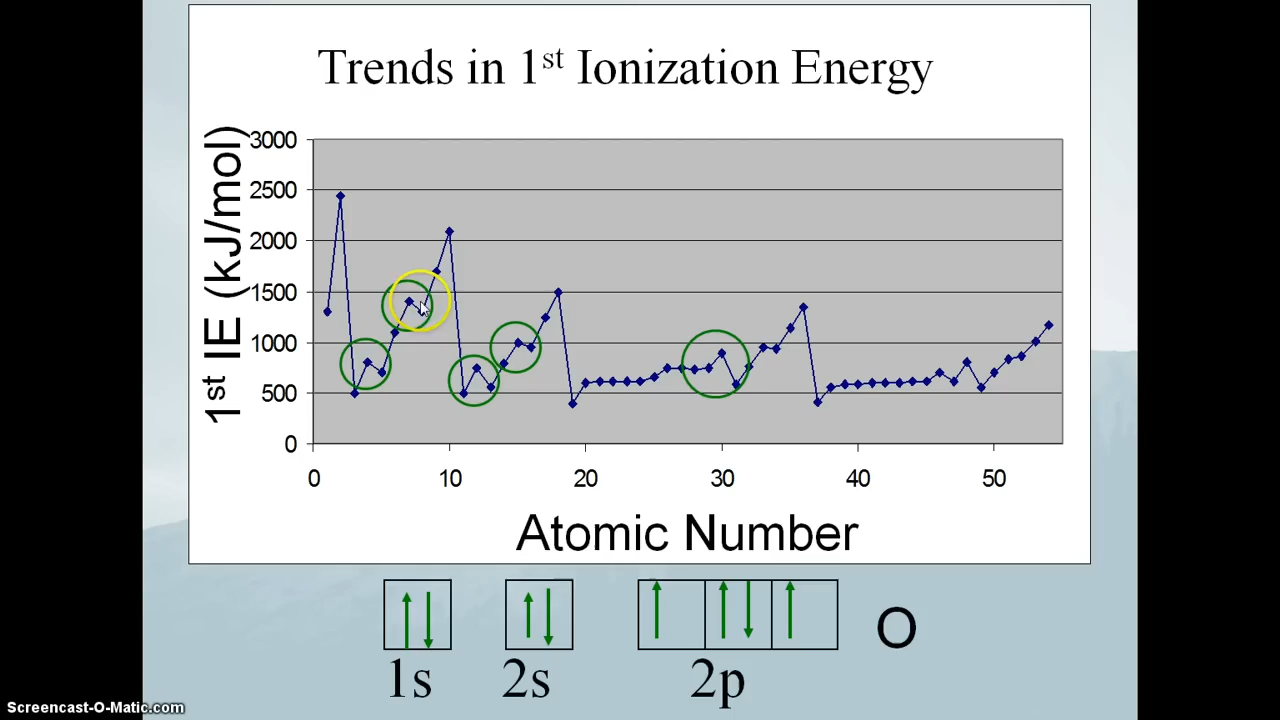 Trends in 1st Ionization Energy
1st IE (kJ/mol)
3000
2500
2000
1500
1000
500
0
0 10 20 30 40 50
Atomic Number
O
1s 2s 2p
Screencast-O-Matic.com